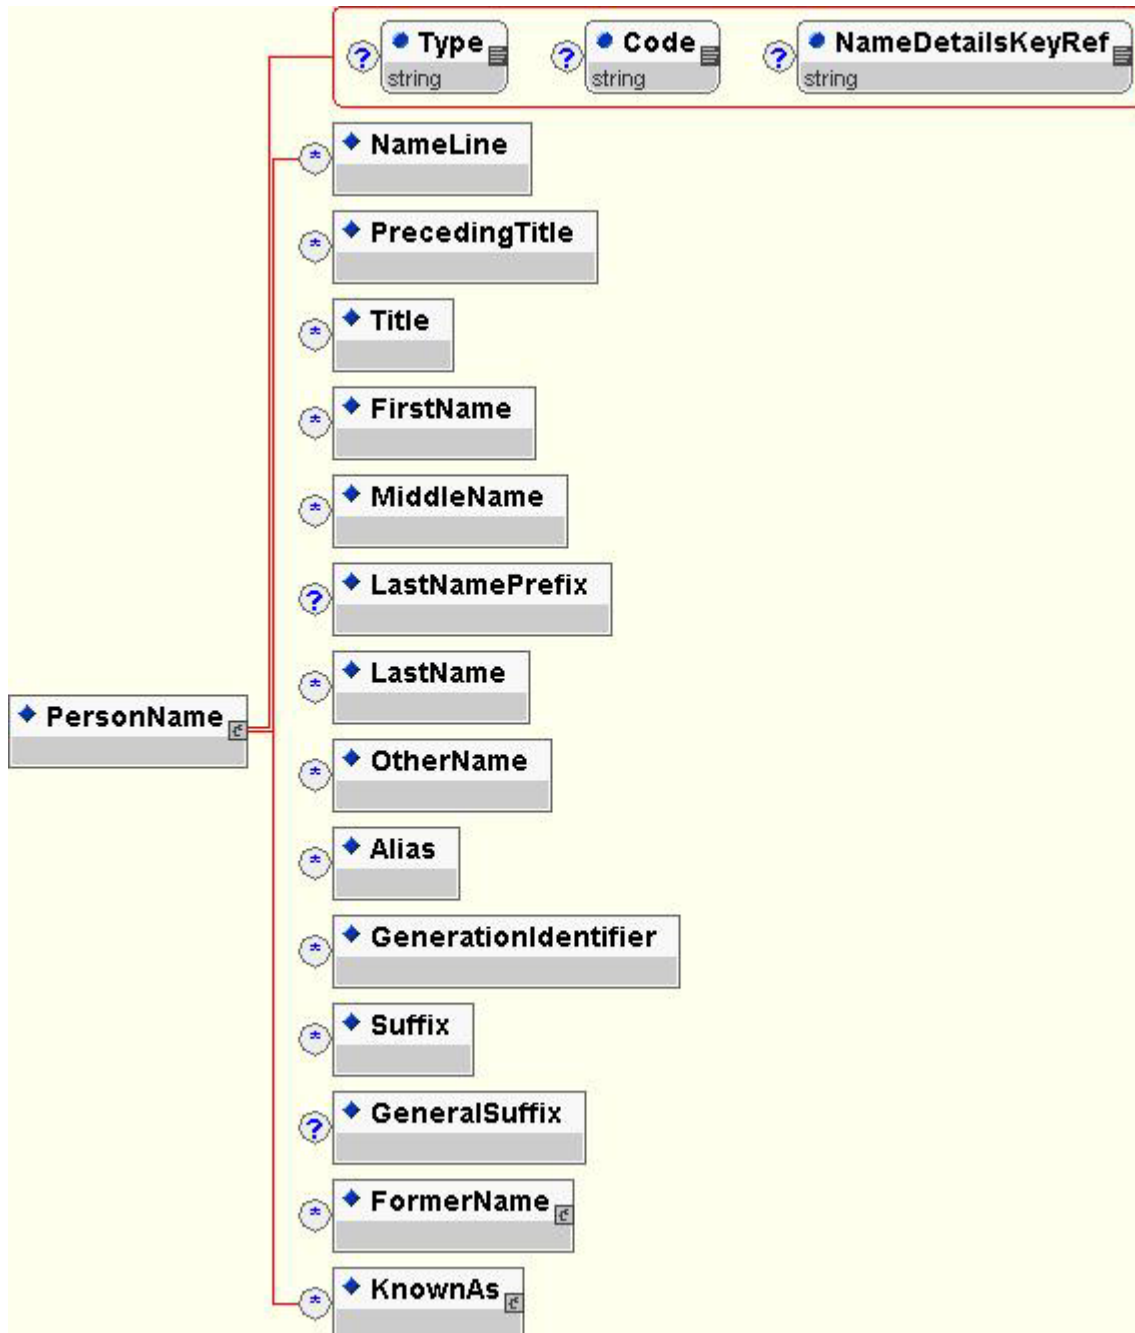 ? Type ? Code ? NameDetailsKeyRef
string string string
* NameLine
* PrecedingTitle
* Title
* FirstName
* MiddleName
? LastNamePrefix
* LastName
PersonName
* OtherName
* Alias
* GenerationIdentifier
* Suffix
? GeneralSuffix
* FormerName
* KnownAs